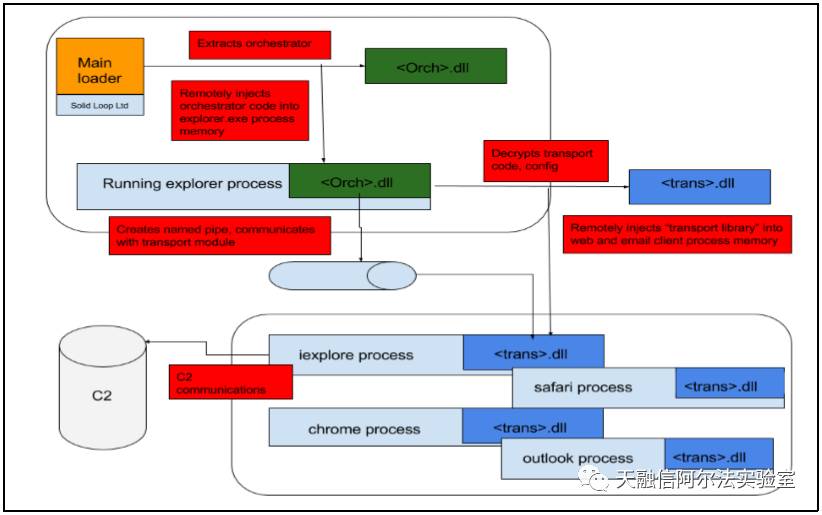 Extracts orchestrator
Main
loader
Solid Loop Ltd
<Orch>.dll
Remotely injects
orchestrator code into
explorer.exe process
memory
Decrypts transport
code, config
Running explorer process
<Orch>.dll
<trans>.dll
Creates named pipe, communicates
with transport module
Remotely injects "transport library" into
web and email client process memory
iexplore process
<trans>.dll
C2
communications
C2
safari process
<trans>.dll
chrome process
<trans>.dll
outlook process
<trans>.dll
天融信阿尔法实验室